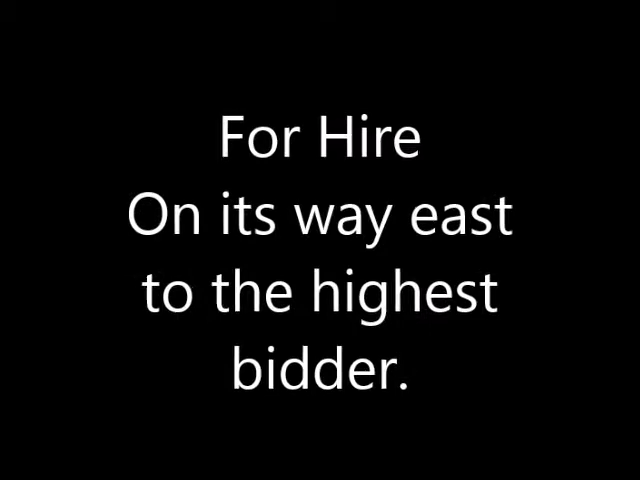 For Hire
On its way east
to the highest
bidder.